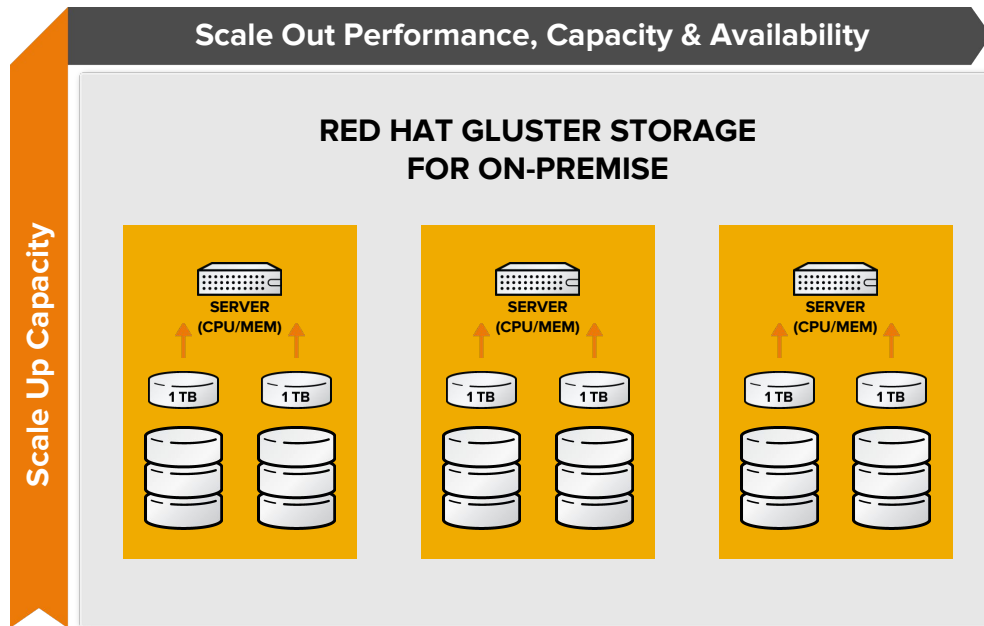 Scale Out Performance, Capacity & Availability
Scale Up Capacity
RED HAT GLUSTER STORAGE
FOR ON-PREMISE
SERVER
(CPU/MEM)
1 TB
1 TB
SERVER
(CPU/MEM)
1 TB
1 TB
SERVER
(CPU/MEM)
1 TB
1 TB